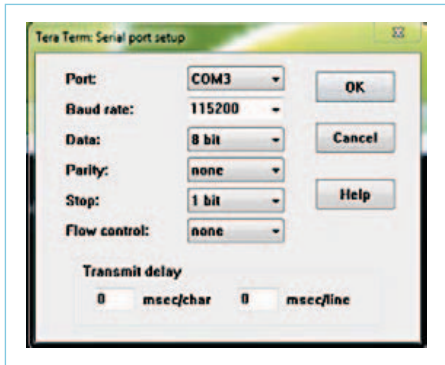 Tera Term: Serial port setup
Port: COM3 OK
Baud rate: 115200
Data: 8 bit Cancel
Parity: none
Stop: 1 bit Help
Flow control: none
Transmit delay
0 msec/char 0 msec/line